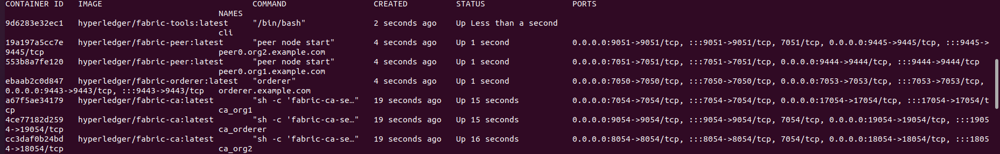 CONTAINER ID   IMAGE                               COMMAND                  CREATED          STATUS                  PORTS
                                            NAMES
9d6283e32ec1   hyperledger/fabric-tools:latest     "/bin/bash"              2 seconds ago    Up Less than a second
                                            cli
19a197a5cc7e   hyperledger/fabric-peer:latest      "peer node start"        4 seconds ago    Up 1 second             0.0.0.0:9051->9051/tcp, :::9051->9051/tcp, 7051/tcp, 0.0.0.0:9445->9445/tcp, :::9445->
9445/tcp                                    peer0.org2.example.com
553b8a7fe120   hyperledger/fabric-peer:latest      "peer node start"        4 seconds ago    Up 1 second             0.0.0.0:7051->7051/tcp, :::7051->7051/tcp, 0.0.0.0:9444->9444/tcp, :::9444->9444/tcp
                                            peer0.org1.example.com
ebaab2c0d847   hyperledger/fabric-orderer:latest   "orderer"                4 seconds ago    Up 1 second             0.0.0.0:7050->7050/tcp, :::7050->7050/tcp, 0.0.0.0:7053->7053/tcp, :::7053->7053/tcp,
0.0.0.0:9443->9443/tcp, :::9443->9443/tcp   orderer.example.com
a67f5ae34179   hyperledger/fabric-ca:latest        "sh -c 'fabric-ca-se…"   19 seconds ago   Up 15 seconds           0.0.0.0:7054->7054/tcp, :::7054->7054/tcp, 0.0.0.0:17054->17054/tcp, :::17054->17054/t
cp                                          ca_org1
4ce77182d259   hyperledger/fabric-ca:latest        "sh -c 'fabric-ca-se…"   19 seconds ago   Up 15 seconds           0.0.0.0:9054->9054/tcp, :::9054->9054/tcp, 7054/tcp, 0.0.0.0:19054->19054/tcp, :::1905
4->19054/tcp                                ca_orderer
cc3daf0b24bd   hyperledger/fabric-ca:latest        "sh -c 'fabric-ca-se…"   19 seconds ago   Up 16 seconds           0.0.0.0:8054->8054/tcp, :::8054->8054/tcp, 7054/tcp, 0.0.0.0:18054->18054/tcp, :::1805
4->18054/tcp                                ca_org2